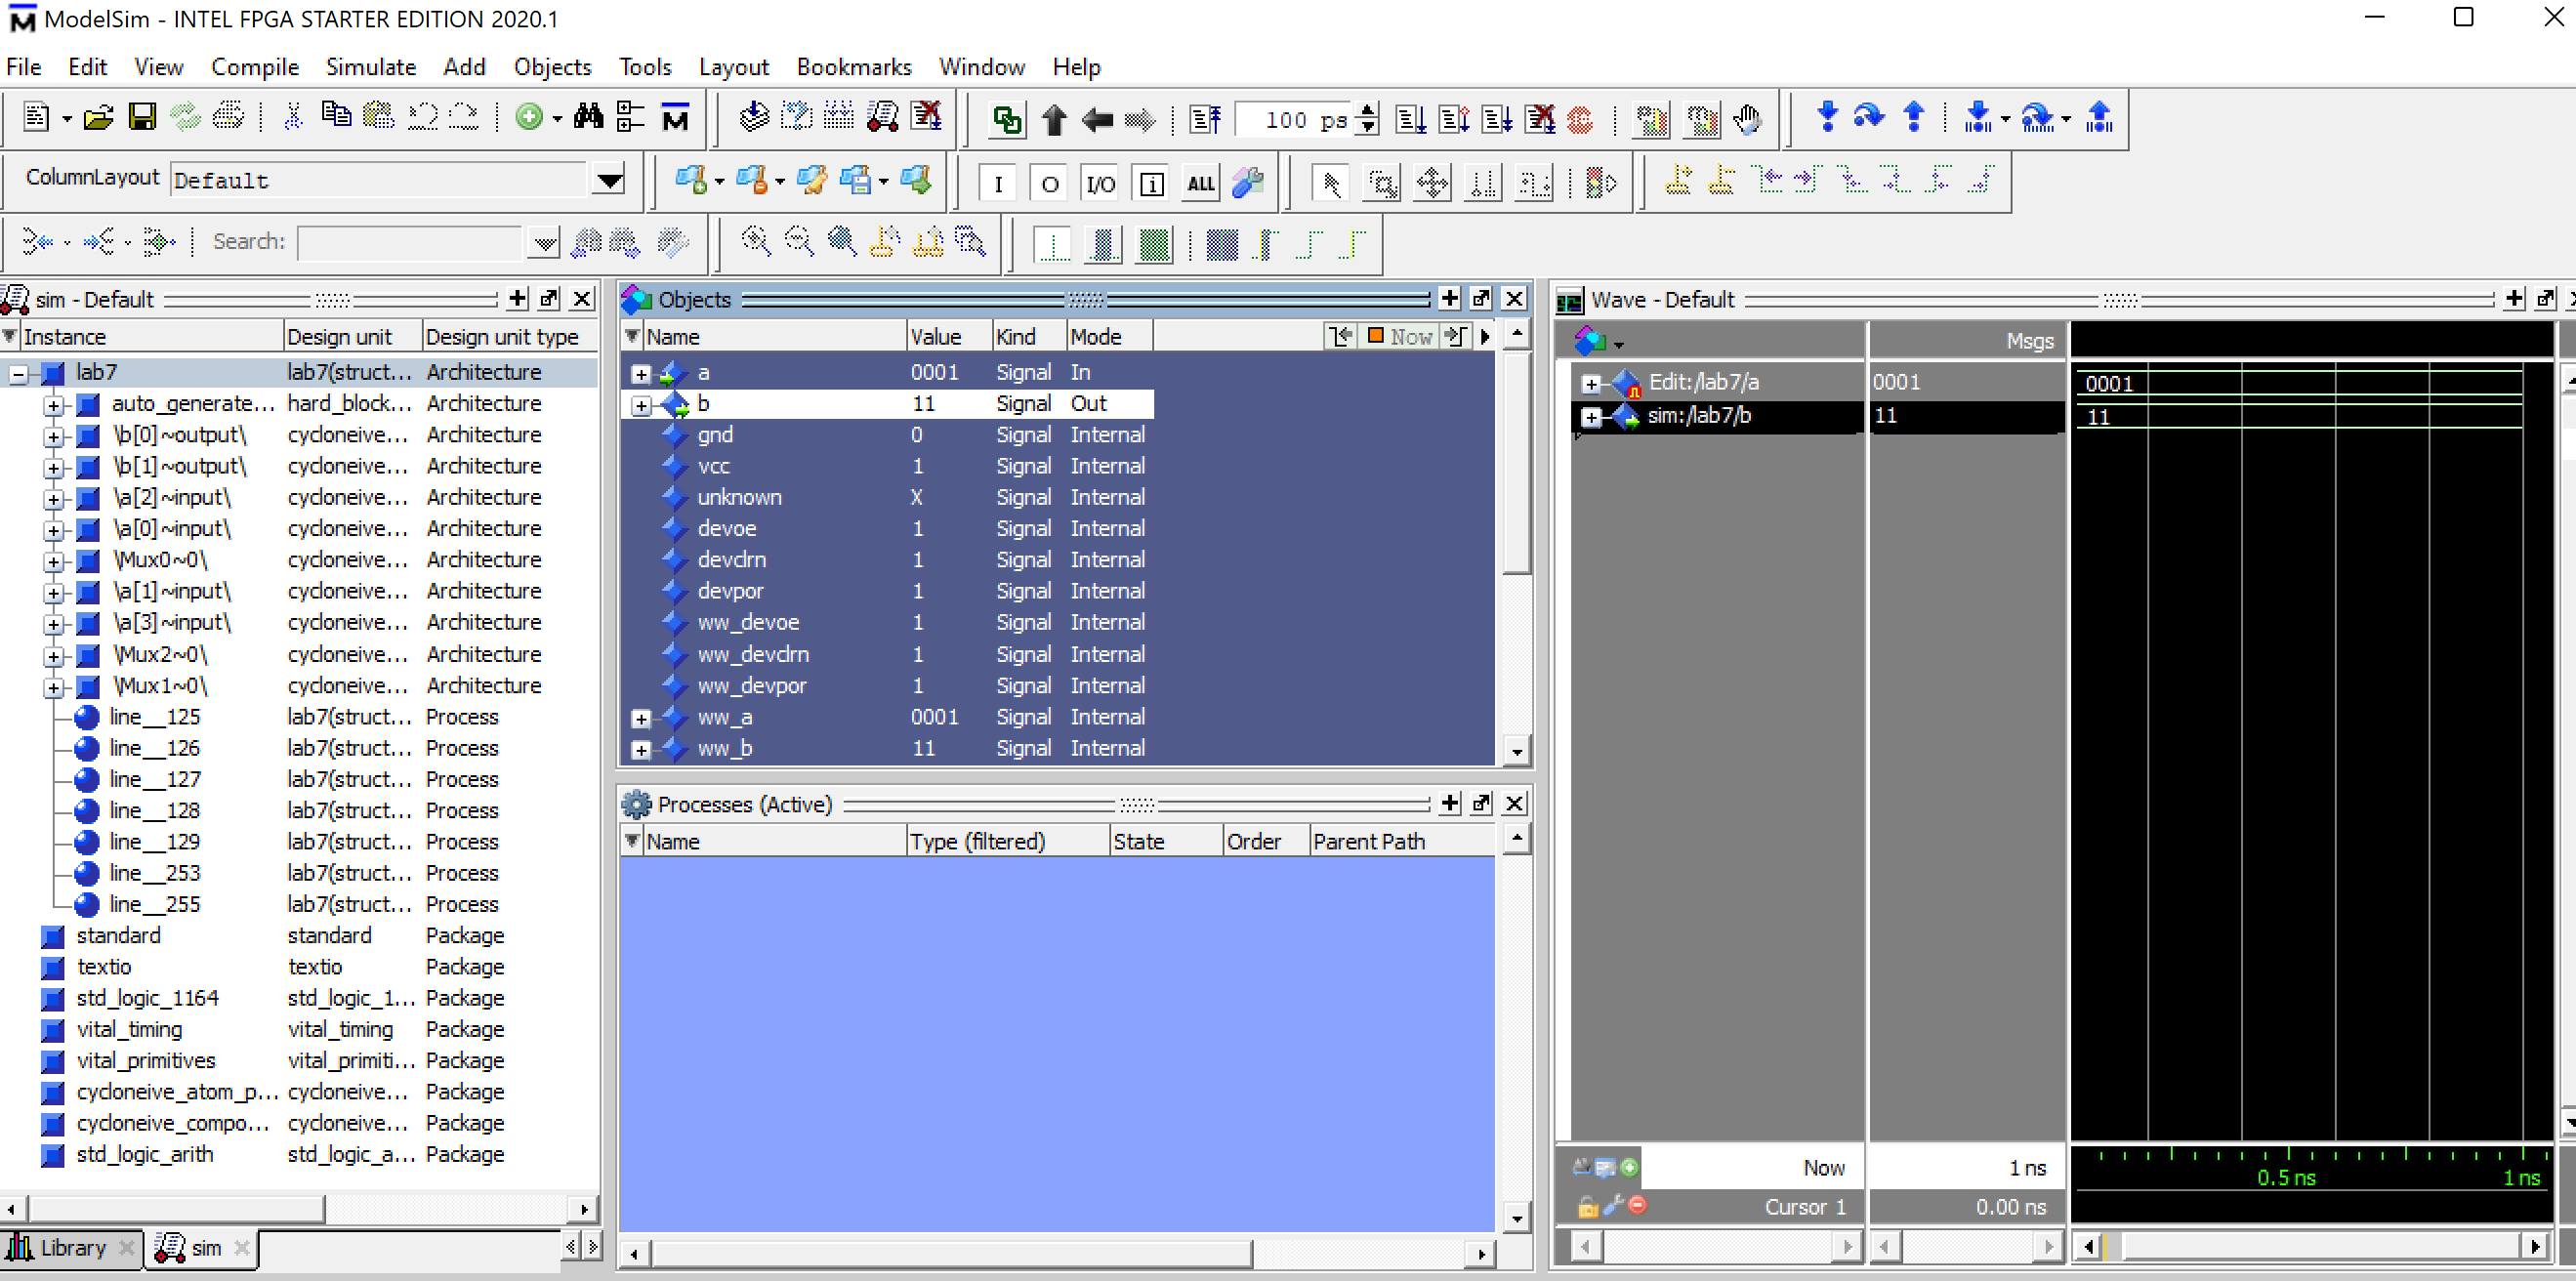 ModelSim - INTEL FPGA STARTER EDITION 2020.1
File Edit View Compile Simulate Add Objects Tools Layout Bookmarks Window Help
100 ps
ColumnLayout Default
I O I/O i ALL
Search:
sim - Default
Instance Design unit Design unit type
lab7 lab7(struct... Architecture
auto_generate... hard_block... Architecture
\b[0]~output\ cycloneive... Architecture
\b[1]~output\ cycloneive... Architecture
\a[2]~input\ cycloneive... Architecture
\a[0]~input\ cycloneive... Architecture
\Mux0~0\ cycloneive... Architecture
\a[1]~input\ cycloneive... Architecture
\a[3]~input\ cycloneive... Architecture
\Mux2~0\ cycloneive... Architecture
\Mux1~0\ cycloneive... Architecture
line__125 lab7(struct... Process
line__126 lab7(struct... Process
line__127 lab7(struct... Process
line__128 lab7(struct... Process
line__129 lab7(struct... Process
line__253 lab7(struct... Process
line__255 lab7(struct... Process
standard standard Package
textio textio Package
std_logic_1164 std_logic_1... Package
vital_timing vital_timing Package
vital_primitives vital_primiti... Package
cycloneive_atom_p... cycloneive... Package
cycloneive_compo... cycloneive... Package
std_logic_arith std_logic_a... Package
Library sim
Objects
Name Value Kind Mode Now
a 0001 Signal In
b 11 Signal Out
gnd 0 Signal Internal
vcc 1 Signal Internal
unknown X Signal Internal
devoe 1 Signal Internal
devclrn 1 Signal Internal
devpor 1 Signal Internal
ww_devoe 1 Signal Internal
ww_devclrn 1 Signal Internal
ww_devpor 1 Signal Internal
ww_a 0001 Signal Internal
ww_b 11 Signal Internal
Processes (Active)
Name Type (filtered) State Order Parent Path
Wave - Default
Msgs
Edit:/lab7/a 0001 0001
sim:/lab7/b 11 11
Now 1 ns 0.5 ns 1 ns
Cursor 1 0.00 ns